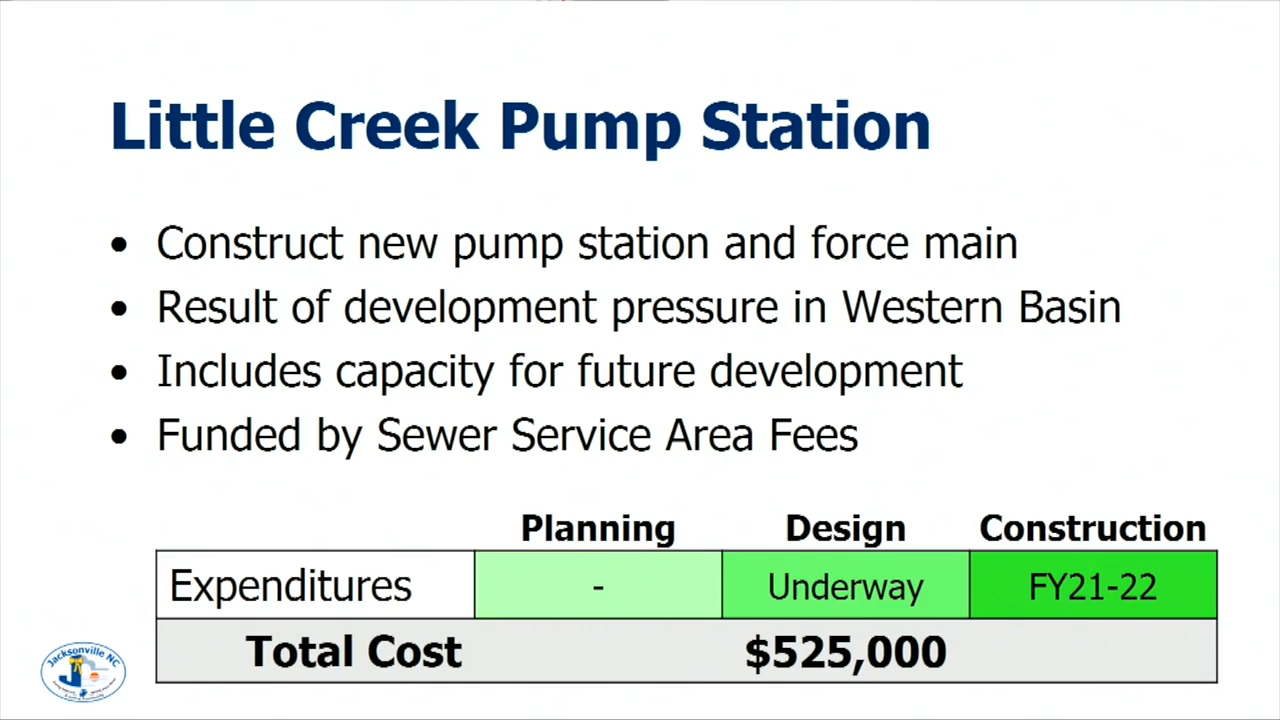 Little Creek Pump Station
• Construct new pump station and force main
• Result of development pressure in Western Basin
• Includes capacity for future development
• Funded by Sewer Service Area Fees
Planning Design Construction
Expenditures - Underway FY21-22
Total Cost $525,000
Jacksonville NC